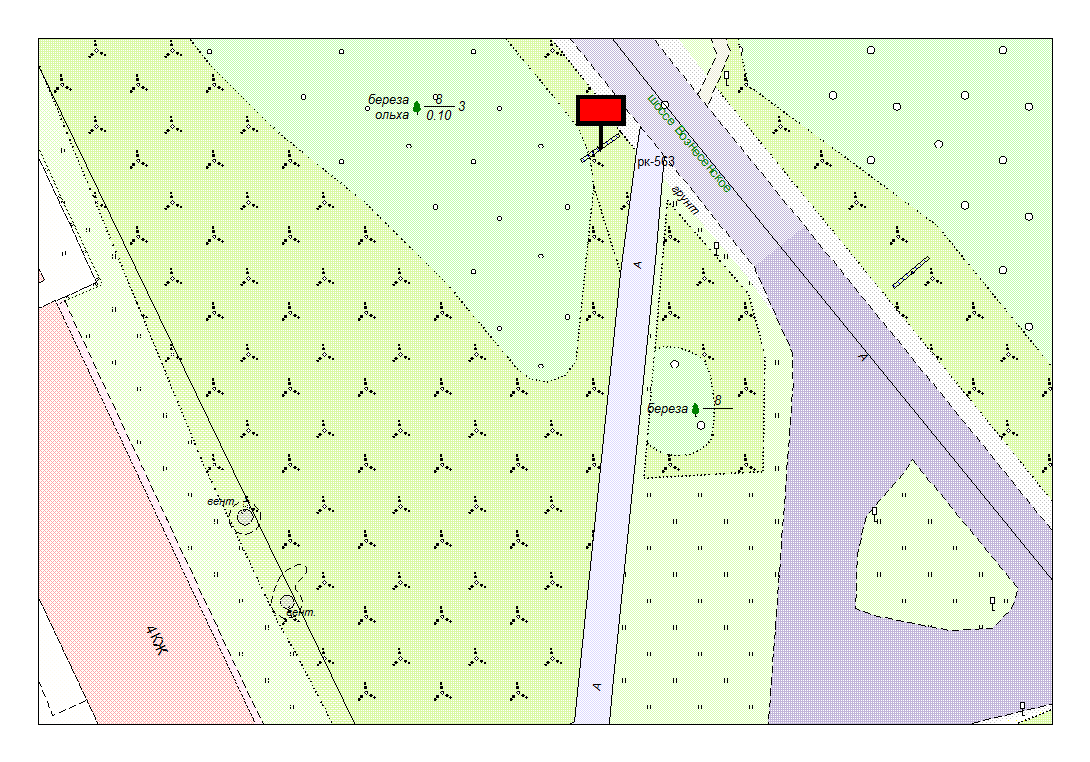 береза 8 3
ольха 0.10
шоссе Вознесенское
рк-563
грунт
А
А
береза 8
вент.
вент.
4КЖ
А